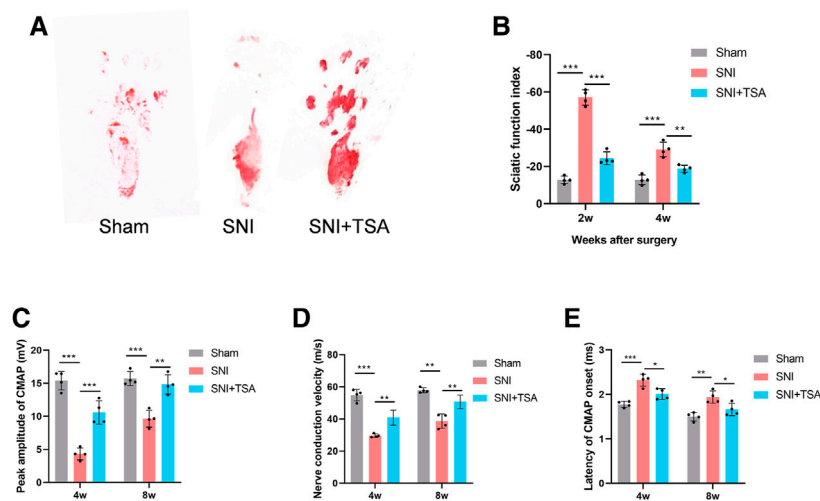 A
Sham
SNI
SNI+TSA
B
Sciatic function index
-80
-60
-40
-20
0
***
***
***
**
2w
4w
Weeks after surgery
Sham
SNI
SNI+TSA
C
Peak amplitude of CMAP (mV)
20
15
10
5
0
***
***
***
**
4w
8w
Sham
SNI
SNI+TSA
D
Nerve conduction velocity (m/s)
100
80
60
40
20
0
***
**
**
**
4w
8w
Sham
SNI
SNI+TSA
E
Latency of CMAP onset (ms)
3
2
1
0
***
*
**
*
4w
8w
Sham
SNI
SNI+TSA